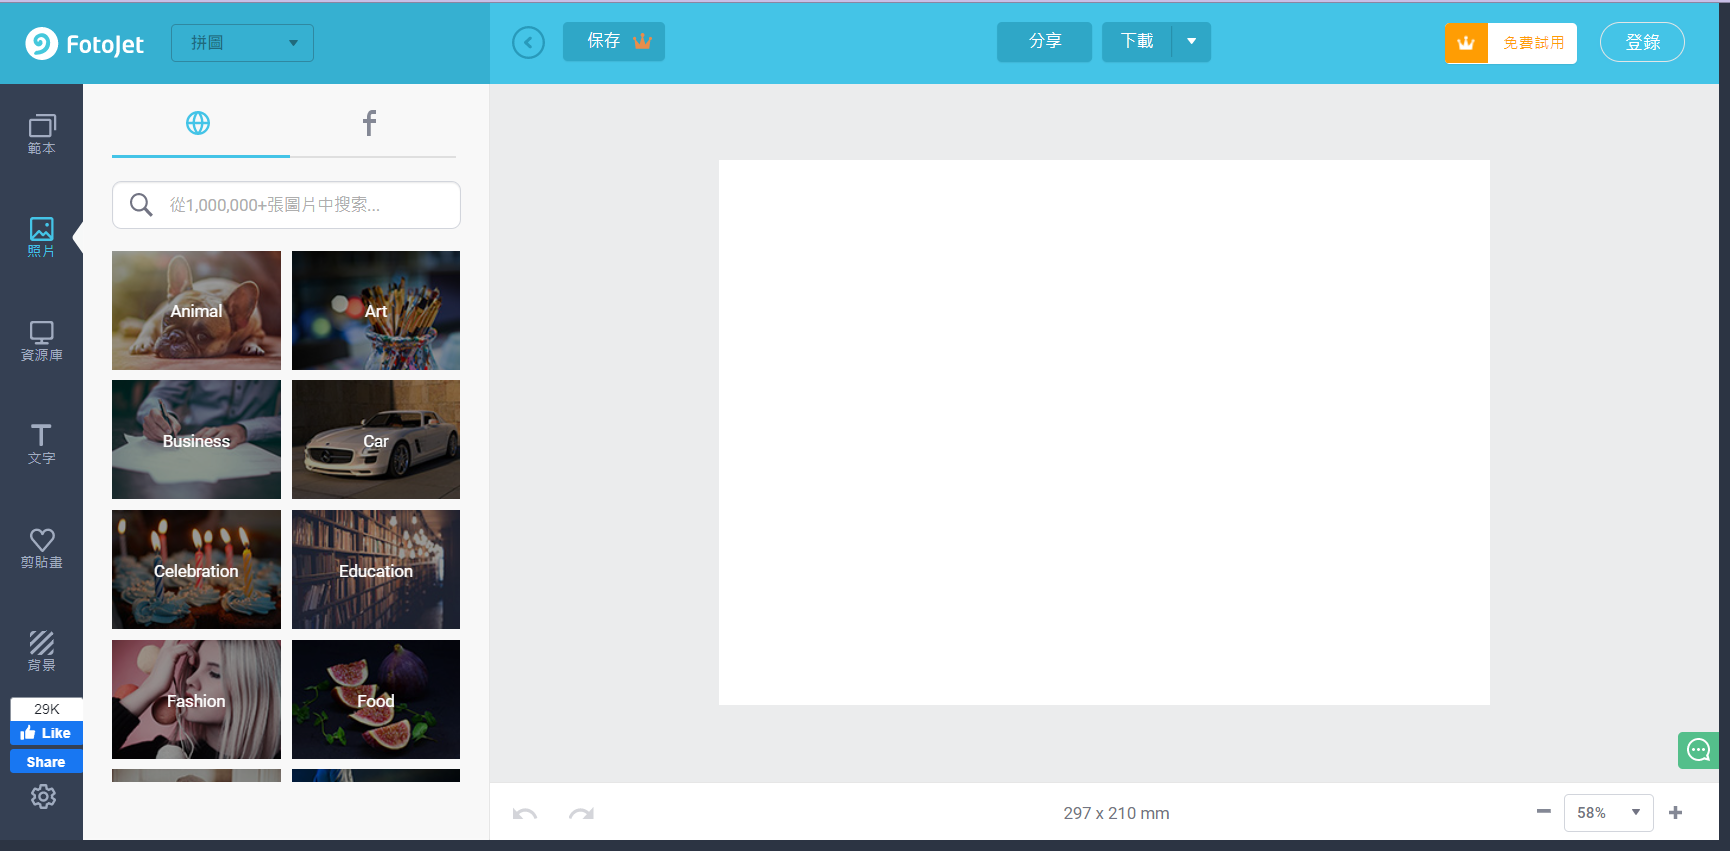 FotoJet
拼圖
保存
分享
下載
免費試用
登錄
範本
照片
資源庫
文字
剪貼畫
背景
29K
Like
Share
f
從1,000,000+張圖片中搜索...
Animal
Art
Business
Car
Celebration
Education
Fashion
Food
297 x 210 mm
58%